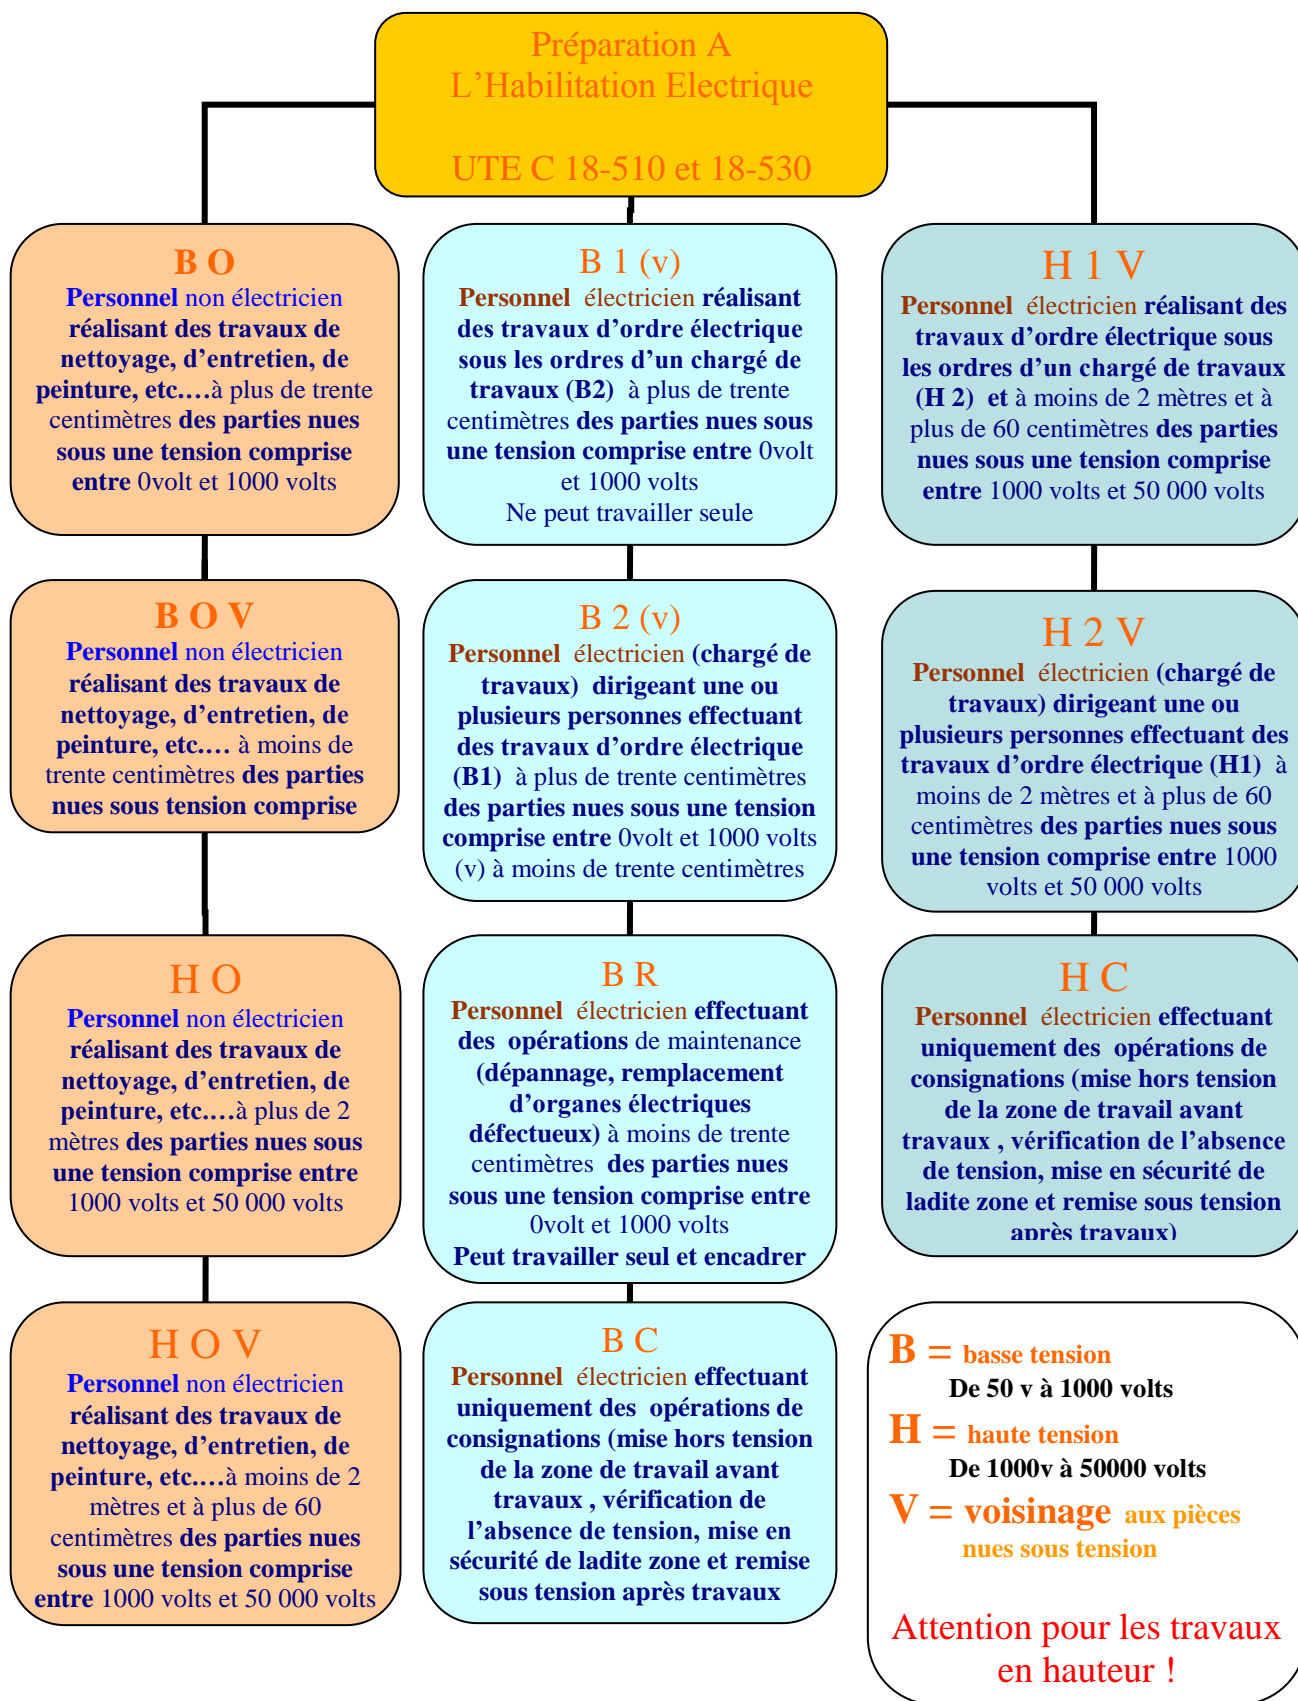 Préparation A
L’Habilitation Electrique
UTE C 18-510 et 18-530
B O
Personnel non électricien
réalisant des travaux de
nettoyage, d’entretien, de
peinture, etc.…à plus de trente
centimètres des parties nues
sous une tension comprise
entre 0volt et 1000 volts
B O V
Personnel non électricien
réalisant des travaux de
nettoyage, d’entretien, de
peinture, etc.… à moins de
trente centimètres des parties
nues sous tension comprise
H O
Personnel non électricien
réalisant des travaux de
nettoyage, d’entretien, de
peinture, etc.…à plus de 2
mètres des parties nues sous
une tension comprise entre
1000 volts et 50 000 volts
H O V
Personnel non électricien
réalisant des travaux de
nettoyage, d’entretien, de
peinture, etc.…à moins de 2
mètres et à plus de 60
centimètres des parties nues
sous une tension comprise
entre 1000 volts et 50 000 volts
B 1 (v)
Personnel électricien réalisant
des travaux d’ordre électrique
sous les ordres d’un chargé de
travaux (B2) à plus de trente
centimètres des parties nues sous
une tension comprise entre 0volt
et 1000 volts
Ne peut travailler seule
B 2 (v)
Personnel électricien (chargé de
travaux) dirigeant une ou
plusieurs personnes effectuant
des travaux d’ordre électrique
(B1) à plus de trente centimètres
des parties nues sous une tension
comprise entre 0volt et 1000 volts
(v) à moins de trente centimètres
B R
Personnel électricien effectuant
des opérations de maintenance
(dépannage, remplacement
d’organes électriques
défectueux) à moins de trente
centimètres des parties nues
sous une tension comprise entre
0volt et 1000 volts
Peut travailler seul et encadrer
B C
Personnel électricien effectuant
uniquement des opérations de
consignations (mise hors tension
de la zone de travail avant
travaux , vérification de
l’absence de tension, mise en
sécurité de ladite zone et remise
sous tension après travaux
H 1 V
Personnel électricien réalisant des
travaux d’ordre électrique sous
les ordres d’un chargé de travaux
(H 2) et à moins de 2 mètres et à
plus de 60 centimètres des parties
nues sous une tension comprise
entre 1000 volts et 50 000 volts
H 2 V
Personnel électricien (chargé de
travaux) dirigeant une ou
plusieurs personnes effectuant des
travaux d’ordre électrique (H1) à
moins de 2 mètres et à plus de 60
centimètres des parties nues sous
une tension comprise entre 1000
volts et 50 000 volts
H C
Personnel électricien effectuant
uniquement des opérations de
consignations (mise hors tension
de la zone de travail avant
travaux , vérification de l’absence
de tension, mise en sécurité de
ladite zone et remise sous tension
après travaux)
B = basse tension
De 50 v à 1000 volts
H = haute tension
De 1000v à 50000 volts
V = voisinage aux pièces
nues sous tension
Attention pour les travaux
en hauteur !